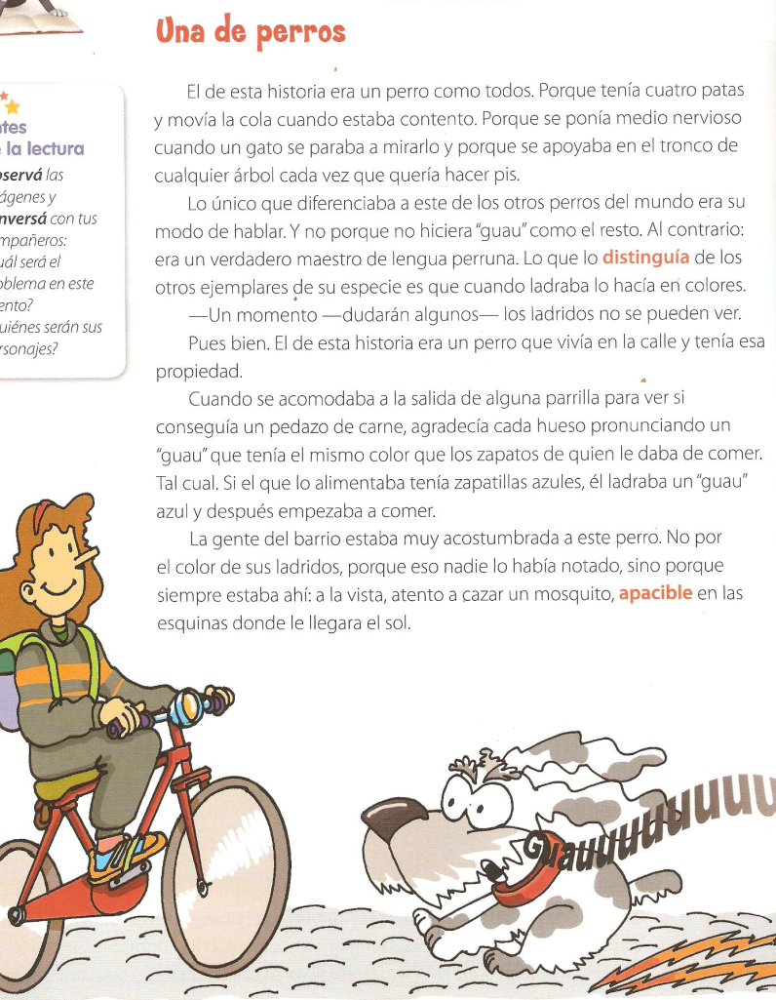 Una de perros
El de esta historia era un perro como todos. Porque tenía cuatro patas
y movía la cola cuando estaba contento. Porque se ponía medio nervioso
cuando un gato se paraba a mirarlo y porque se apoyaba en el tronco de
cualquier árbol cada vez que quería hacer pis.
Lo único que diferenciaba a este de los otros perros del mundo era su
modo de hablar. Y no porque no hiciera “guau” como el resto. Al contrario:
era un verdadero maestro de lengua perruna. Lo que lo distinguía de los
otros ejemplares de su especie es que cuando ladraba lo hacía en colores.
—Un momento —dudarán algunos— los ladridos no se pueden ver.
Pues bien. El de esta historia era un perro que vivía en la calle y tenía esa
propiedad.
Cuando se acomodaba a la salida de alguna parrilla para ver si
conseguía un pedazo de carne, agradecía cada hueso pronunciando un
“guau” que tenía el mismo color que los zapatos de quien le daba de comer.
Tal cual. Si el que lo alimentaba tenía zapatillas azules, él ladraba un “guau”
azul y después empezaba a comer.
La gente del barrio estaba muy acostumbrada a este perro. No por
el color de sus ladridos, porque eso nadie lo había notado, sino porque
siempre estaba ahí: a la vista, atento a cazar un mosquito, apacible en las
esquinas donde le llegara el sol.
ntes
la lectura
servá las
ágenes y
nversá con tus
mpañeros:
uál será el
oblema en este
ento?
uiénes serán sus
rsonajes?
Guauuuuuuuuu